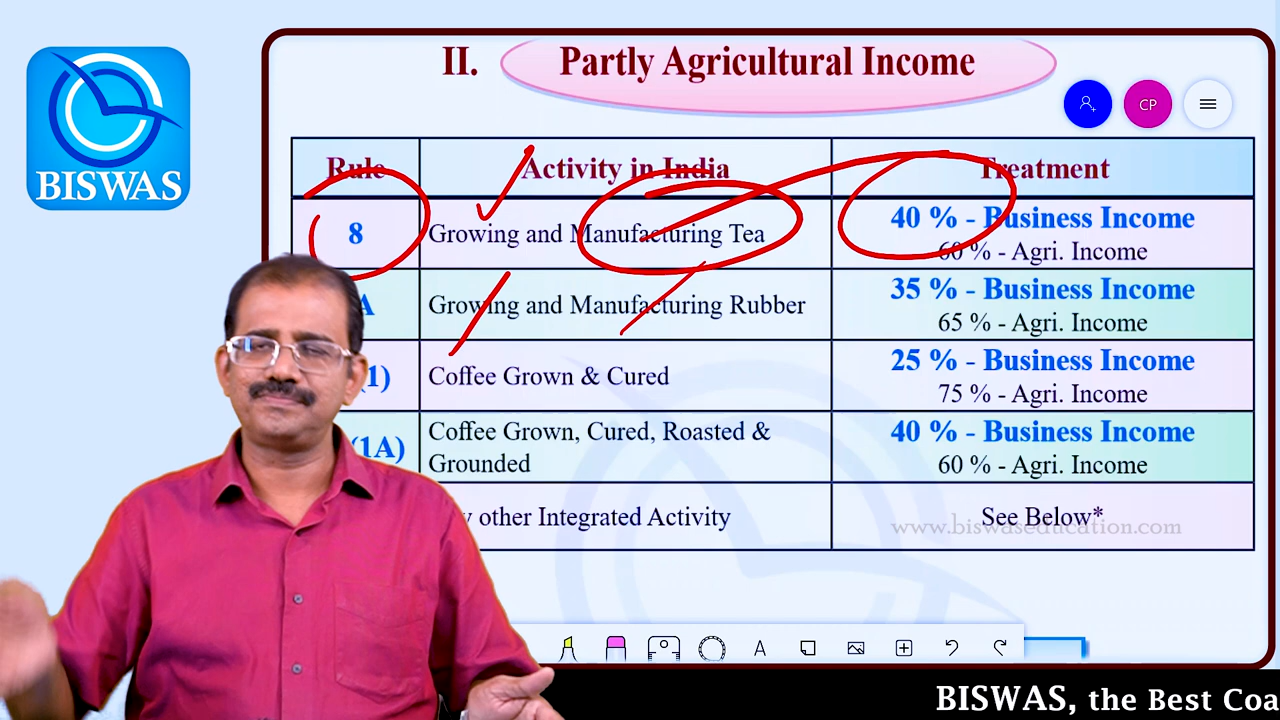 BISWAS
II. Partly Agricultural Income
CP
Rule Activity in India Treatment
8 Growing and Manufacturing Tea 40 % - Business Income
60 % - Agri. Income
A Growing and Manufacturing Rubber 35 % - Business Income
65 % - Agri. Income
(1) Coffee Grown & Cured 25 % - Business Income
75 % - Agri. Income
(1A) Coffee Grown, Cured, Roasted & 40 % - Business Income
Grounded 60 % - Agri. Income
other Integrated Activity See Below*
www.biswaseducation.com
A
BISWAS, the Best Coa